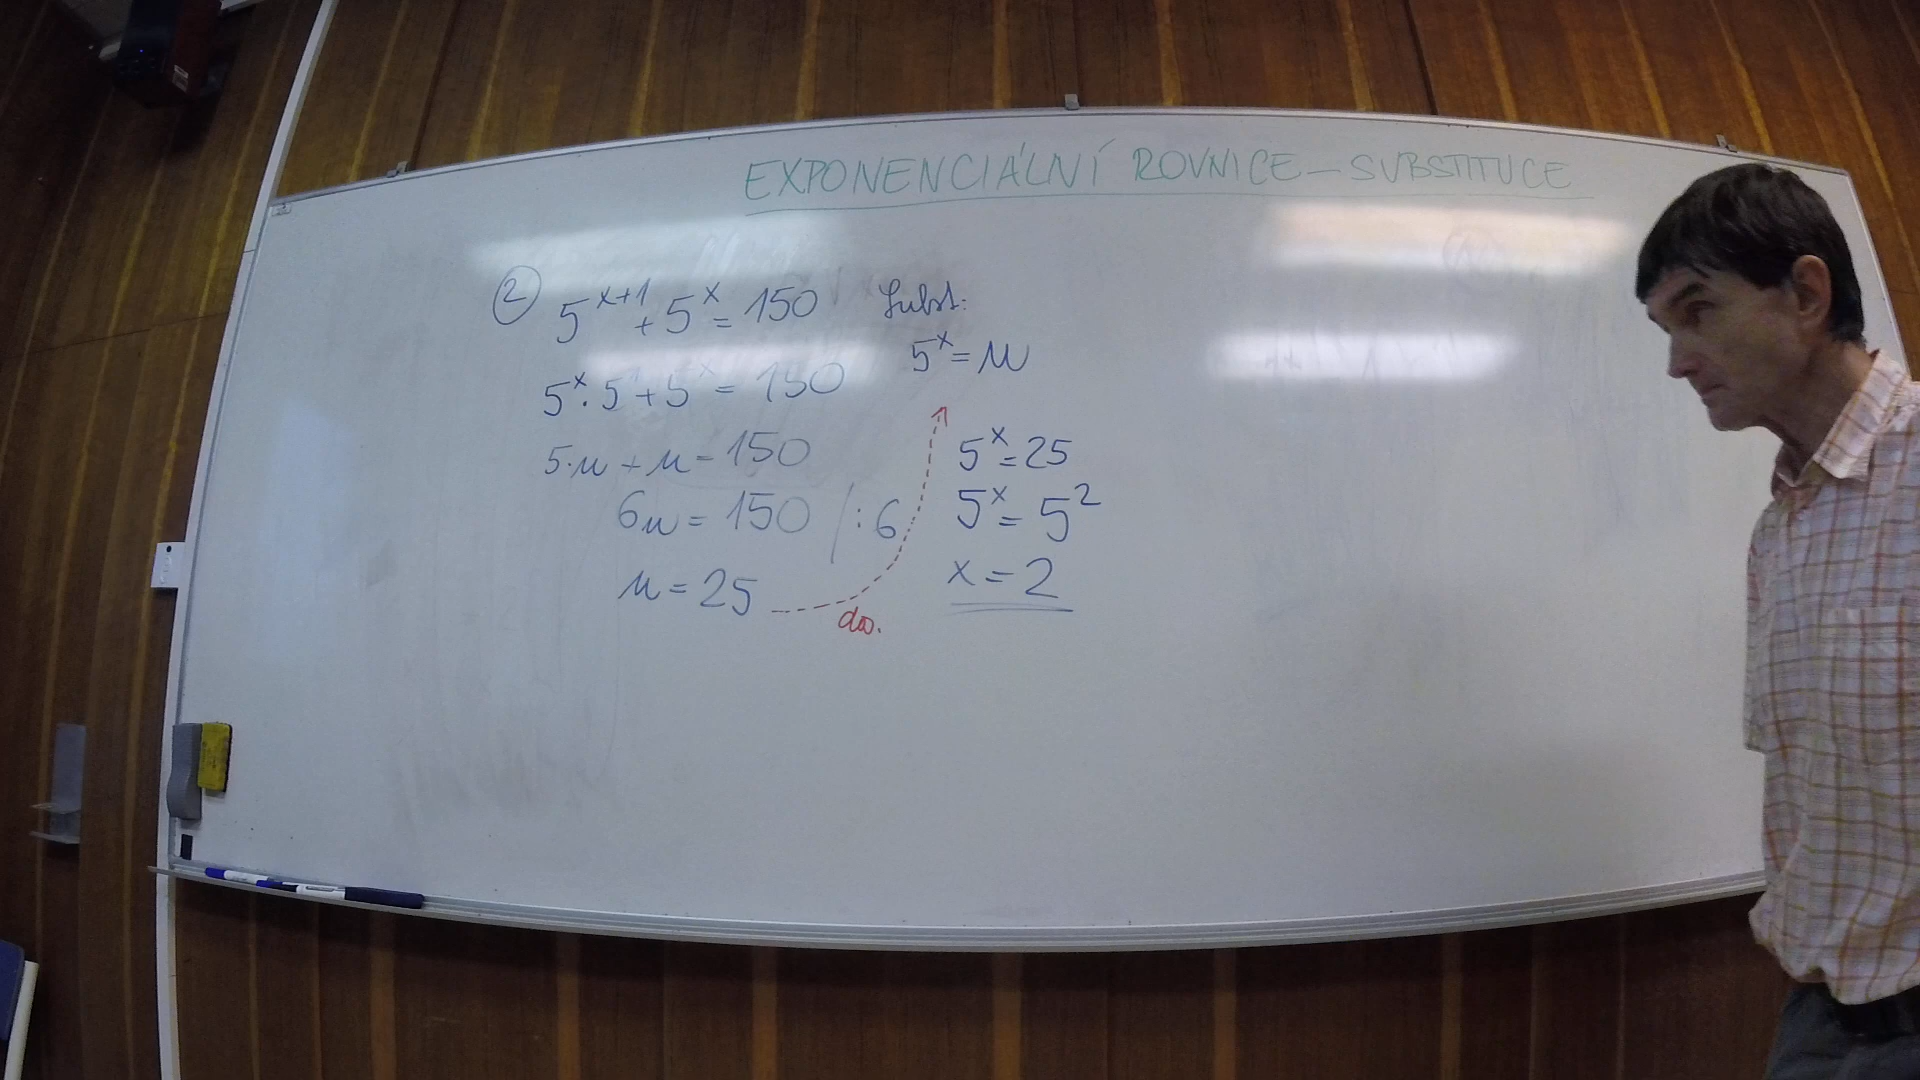 EXPONENCIÁLNÍ ROVNICE – SUBSTITUCE
② 5^{x+1} + 5^x = 150
5^x · 5^1 + 5^x = 150
5·u + u = 150
6u = 150 / : 6
u = 25
do.
Subst:
5^x = u
5^x = 25
5^x = 5^2
x = 2